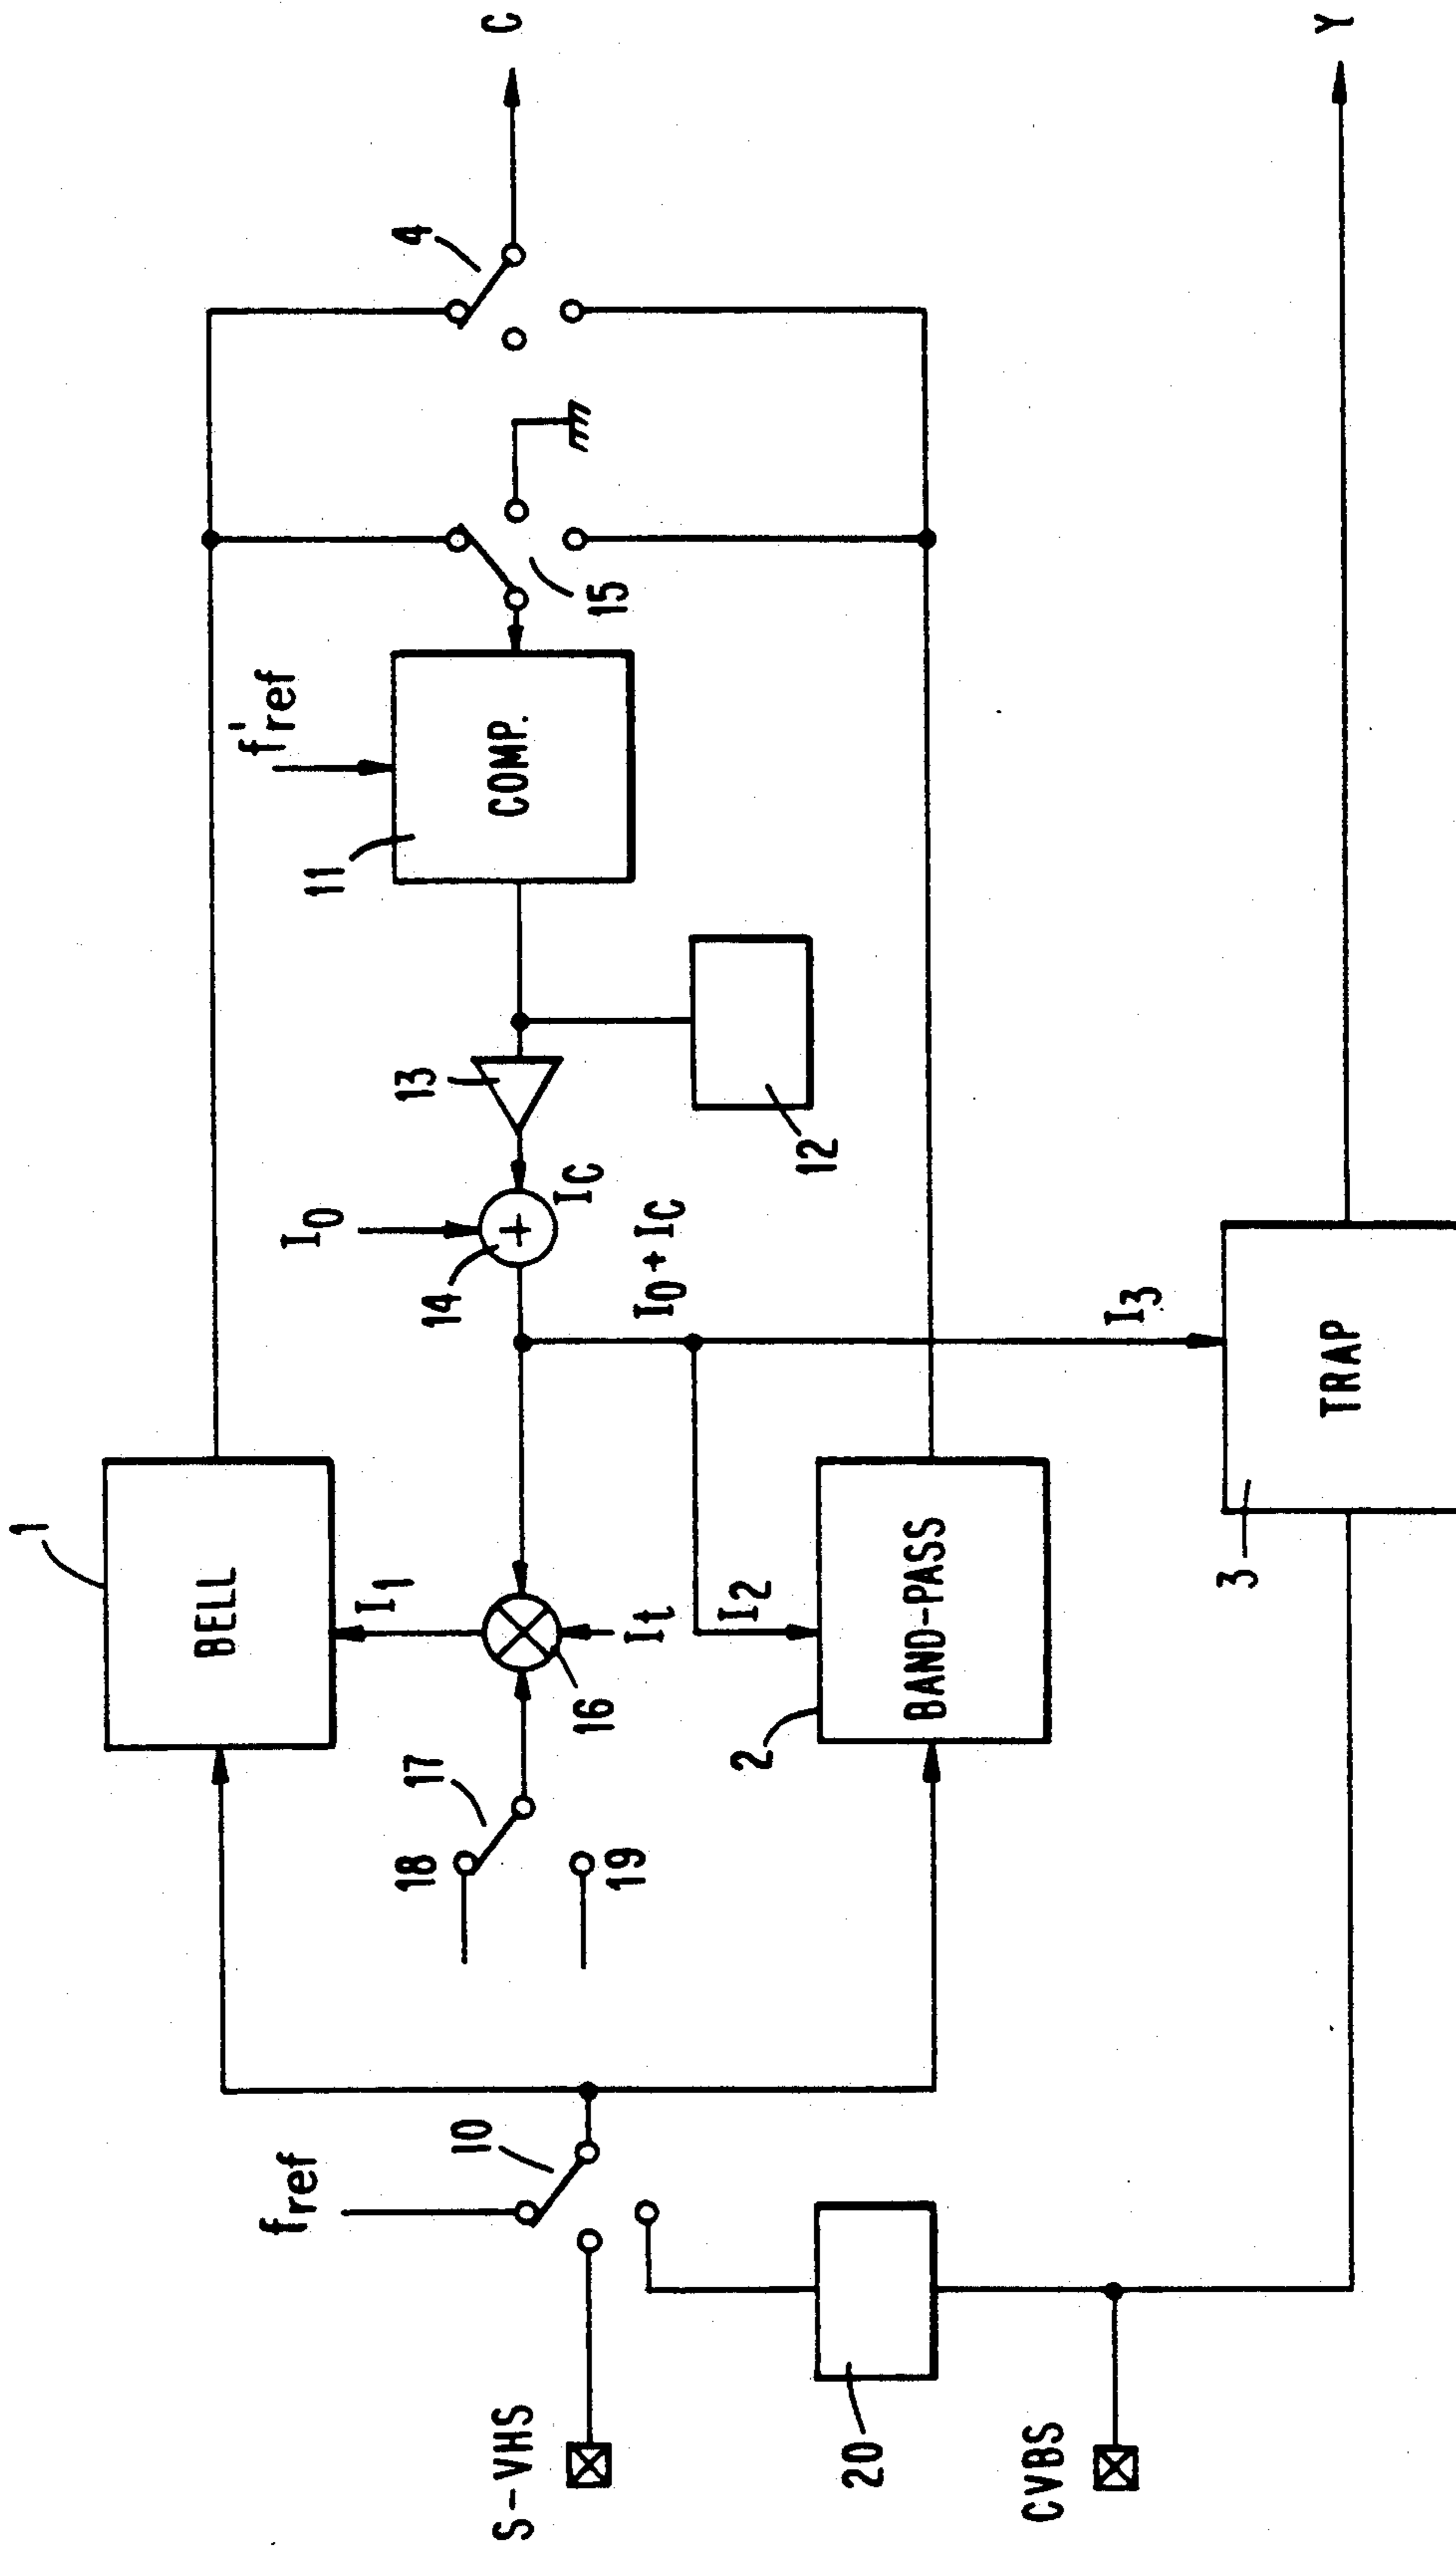 1
BELL
I1
18
17
16
It
19
fref
10
S-VHS
20
CVBS
2
BAND-PASS
I2
I0
14
+
IC
I0+IC
13
12
11
f'ref
COMP.
15
4
C
I3
3
TRAP
Y